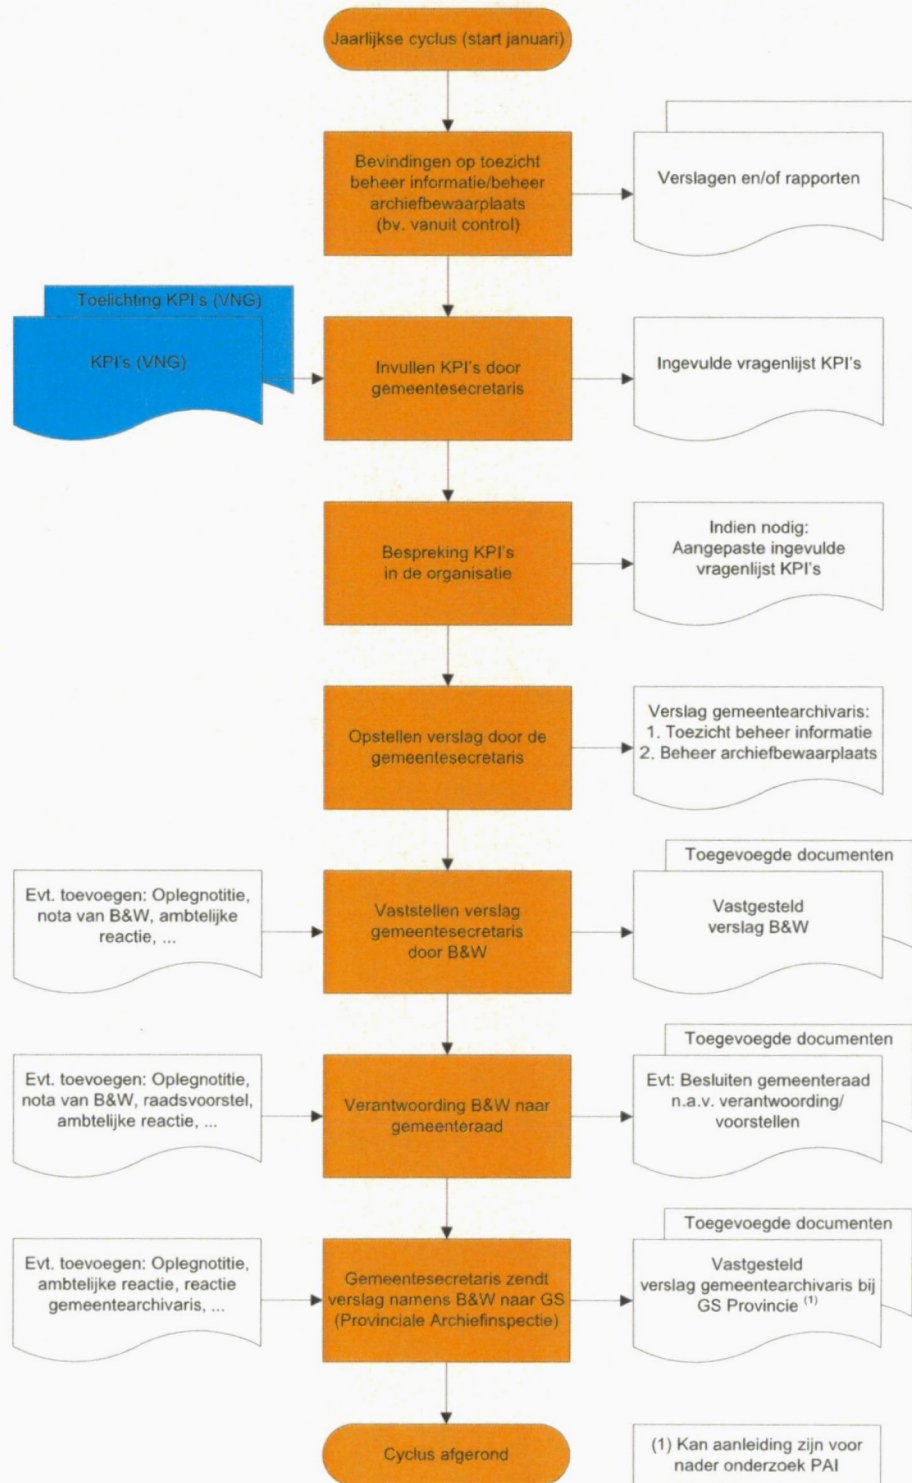 Jaarlijkse cyclus (start januari)
Bevindingen op toezicht
beheer informatie/beheer
archiefbewaarplaats
(bv. vanuit control)
Verslagen en/of rapporten
Toelichting KPI's (VNG)
KPI's (VNG)
Invullen KPI's door
gemeentesecretaris
Ingevulde vragenlijst KPI's
Bespreking KPI's
in de organisatie
Indien nodig:
Aangepaste ingevulde
vragenlijst KPI's
Opstellen verslag door de
gemeentesecretaris
Verslag gemeentearchivaris:
1. Toezicht beheer informatie
2. Beheer archiefbewaarplaats
Evt. toevoegen: Oplegnotitie,
nota van B&W, ambtelijke
reactie, ...
Vaststellen verslag
gemeentesecretaris
door B&W
Toegevoegde documenten
Vastgesteld
verslag B&W
Evt. toevoegen: Oplegnotitie,
nota van B&W, raadsvoorstel,
ambtelijke reactie, ...
Verantwoording B&W naar
gemeenteraad
Toegevoegde documenten
Evt: Besluiten gemeenteraad
n.a.v. verantwoording/
voorstellen
Evt. toevoegen: Oplegnotitie,
ambtelijke reactie, reactie
gemeentearchivaris, ...
Gemeentesecretaris zendt
verslag namens B&W naar GS
(Provinciale Archiefinspectie)
Toegevoegde documenten
Vastgesteld
verslag gemeentearchivaris bij
GS Provincie (1)
Cyclus afgerond
(1) Kan aanleiding zijn voor
nader onderzoek PAI